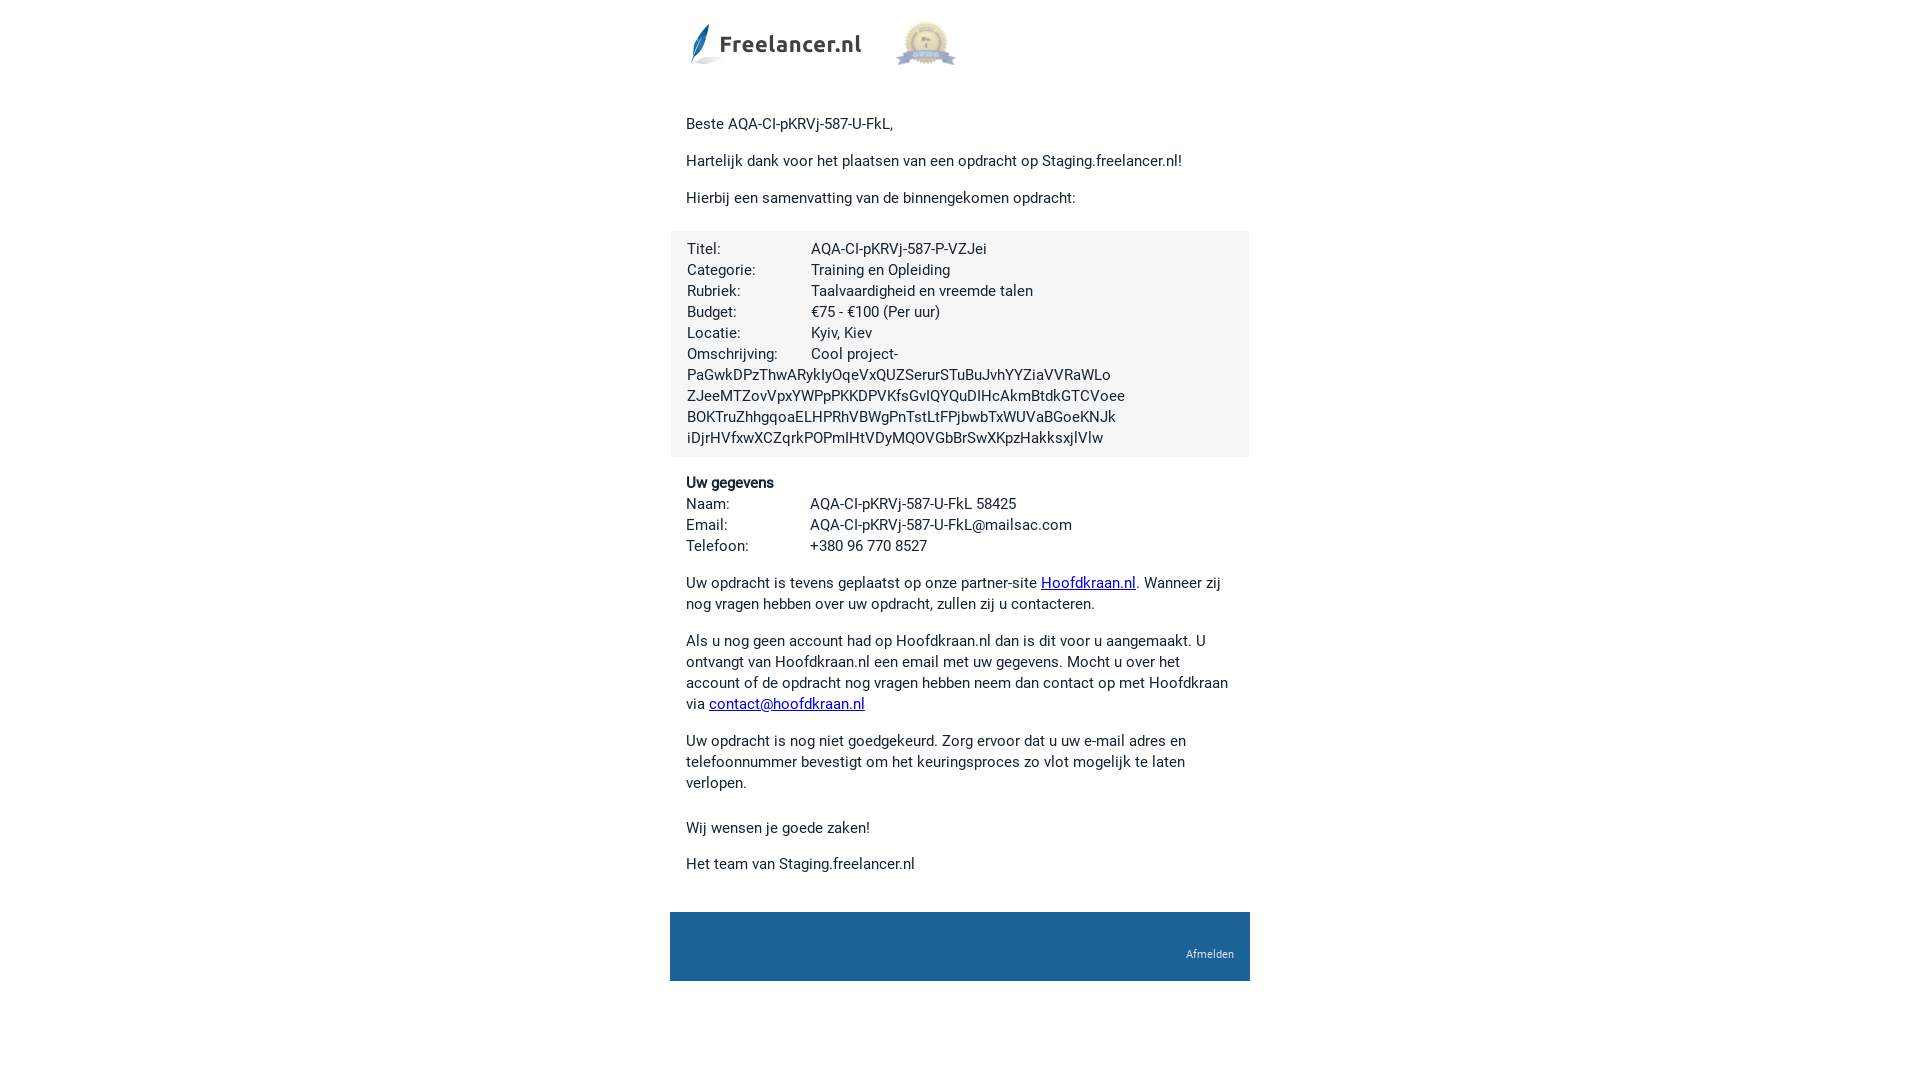 Freelancer.nl
Beste AQA-CI-pKRVj-587-U-FkL,
Hartelijk dank voor het plaatsen van een opdracht op Staging.freelancer.nl!
Hierbij een samenvatting van de binnengekomen opdracht:
Titel: AQA-CI-pKRVj-587-P-VZJei
Categorie: Training en Opleiding
Rubriek: Taalvaardigheid en vreemde talen
Budget: €75 - €100 (Per uur)
Locatie: Kyiv, Kiev
Omschrijving: Cool project-
PaGwkDPzThwARykIyOqeVxQUZSerurSTuBuJvhYYZiaVVRaWLo
ZJeeMTZovVpxYWPpPKKDPVKfsGvIQYQuDIHcAkmBtdkGTCVoee
BOKTruZhhgqoaELHPRhVBWgPnTstLtFPjbwbTxWUVaBGoeKNJk
iDjrHVfxwXCZqrkPOPmIHtVDyMQOVGbBrSwXKpzHakksxjlVlw
Uw gegevens
Naam: AQA-CI-pKRVj-587-U-FkL 58425
Email: AQA-CI-pKRVj-587-U-FkL@mailsac.com
Telefoon: +380 96 770 8527
Uw opdracht is tevens geplaatst op onze partner-site Hoofdkraan.nl. Wanneer zij
nog vragen hebben over uw opdracht, zullen zij u contacteren.
Als u nog geen account had op Hoofdkraan.nl dan is dit voor u aangemaakt. U
ontvangt van Hoofdkraan.nl een email met uw gegevens. Mocht u over het
account of de opdracht nog vragen hebben neem dan contact op met Hoofdkraan
via contact@hoofdkraan.nl
Uw opdracht is nog niet goedgekeurd. Zorg ervoor dat u uw e-mail adres en
telefoonnummer bevestigt om het keuringsproces zo vlot mogelijk te laten
verlopen.
Wij wensen je goede zaken!
Het team van Staging.freelancer.nl
Afmelden